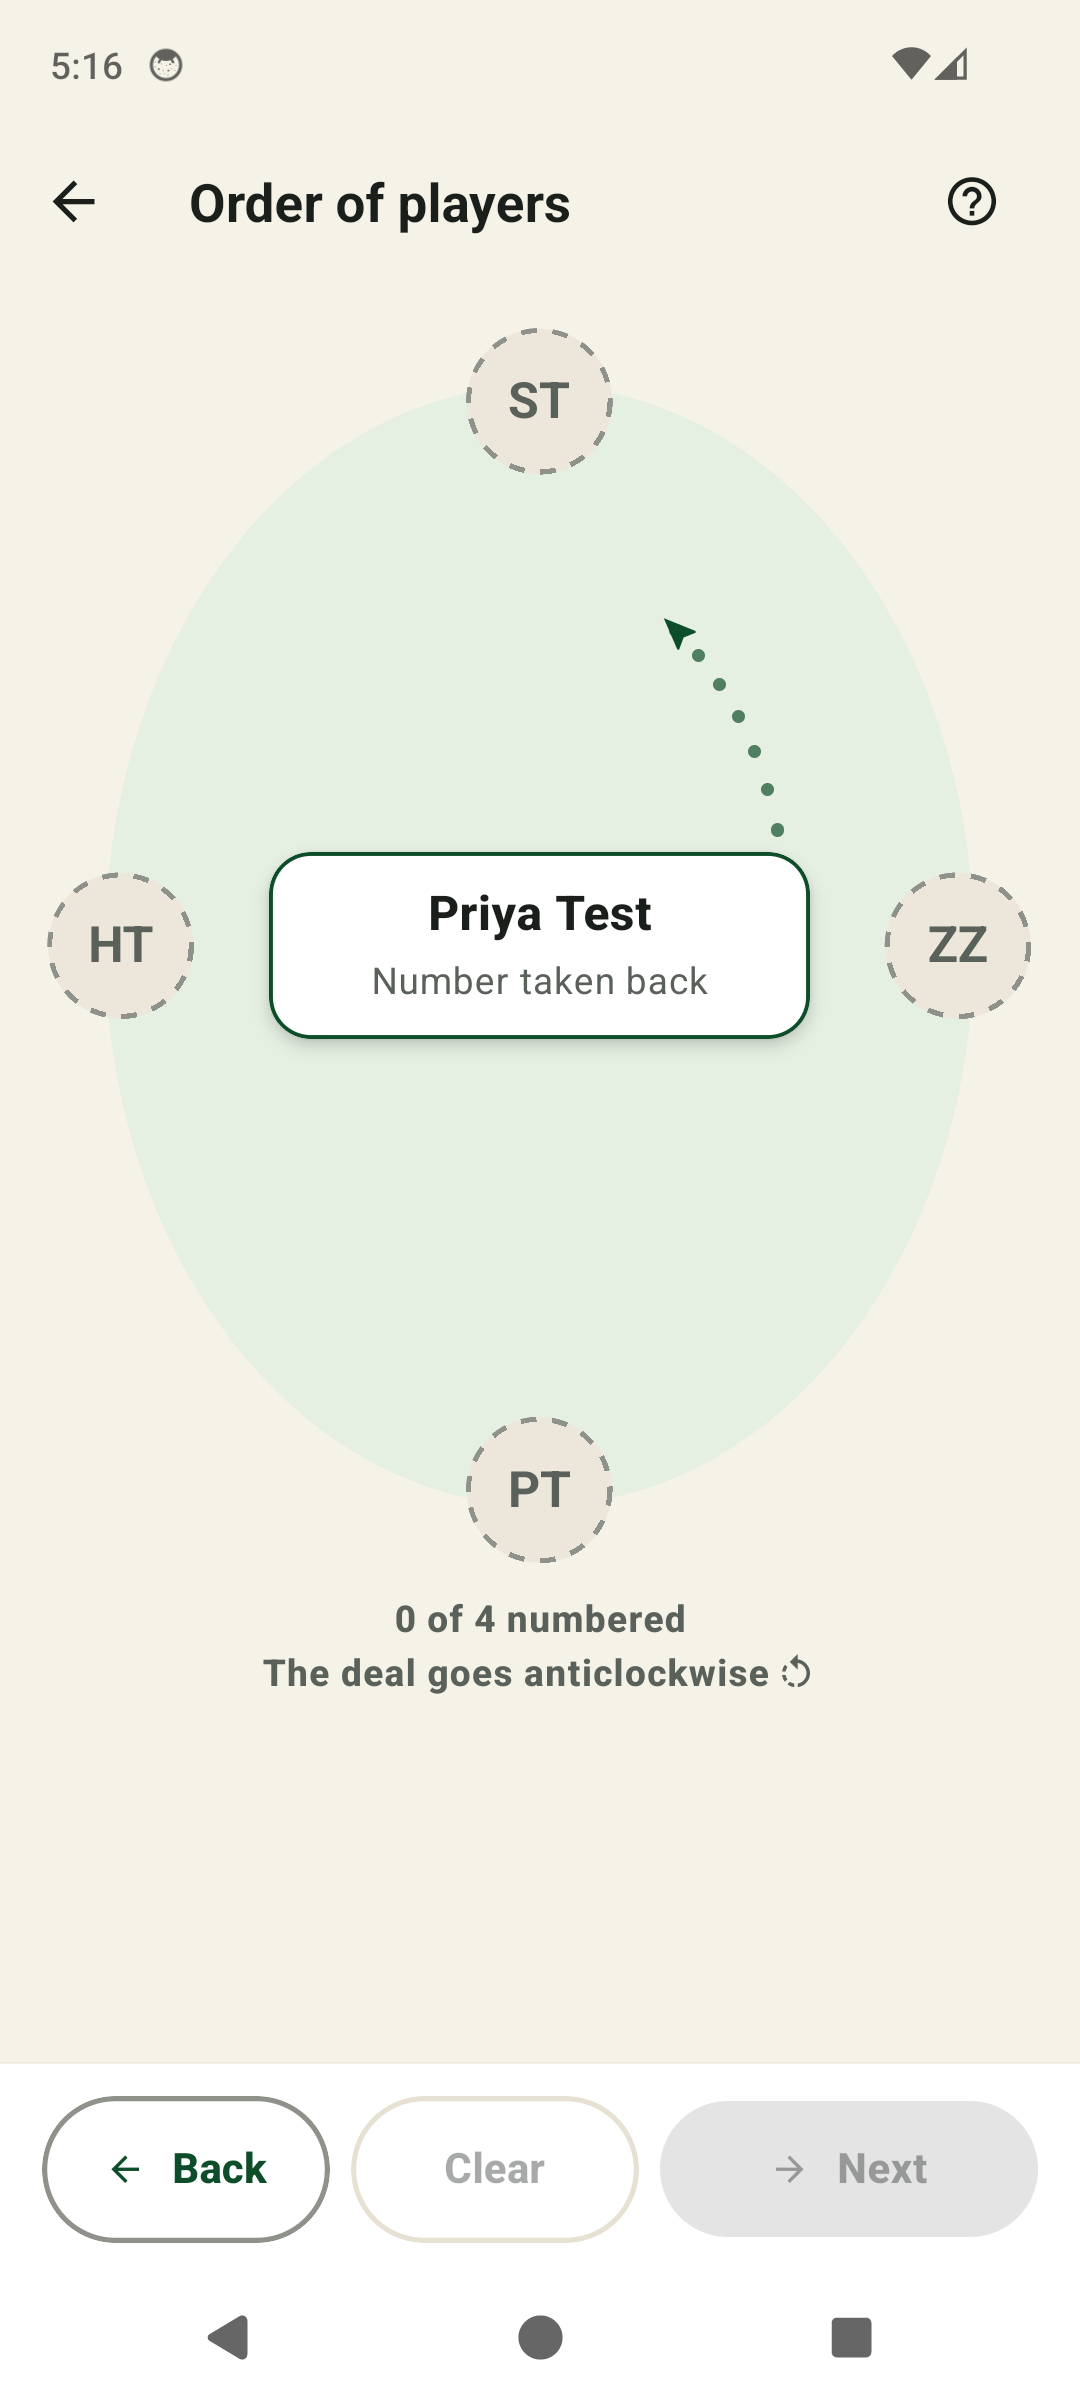 5:16
Order of players
ST
Priya Test
Number taken back
HT
ZZ
PT
0 of 4 numbered
The deal goes anticlockwise
Back
Clear
Next